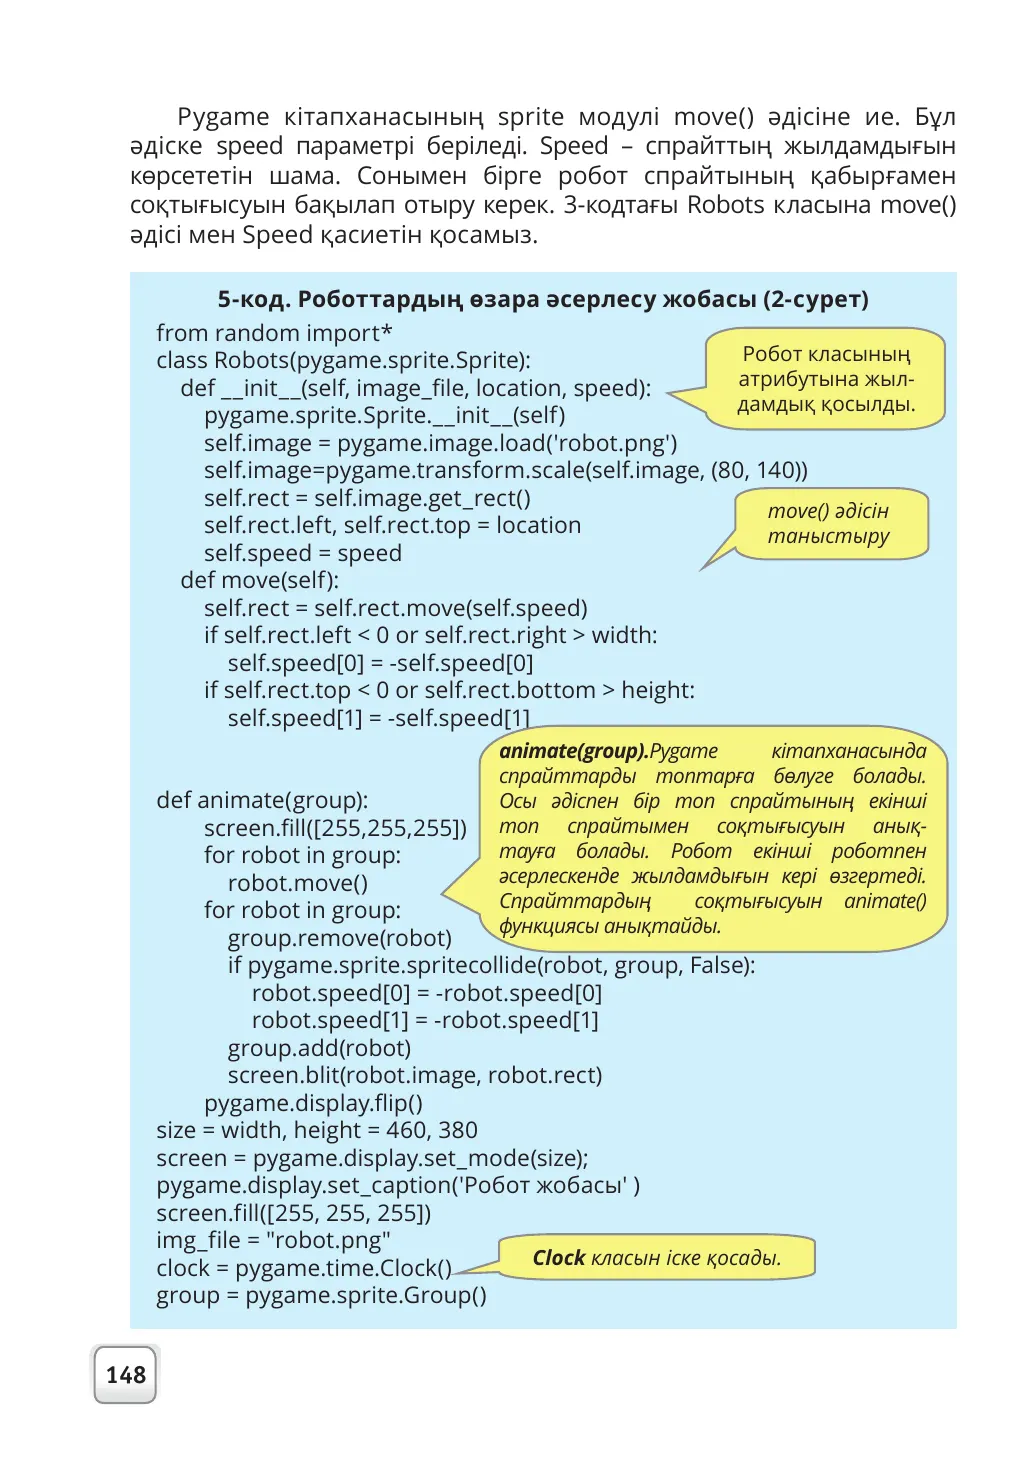 Pygame кітапханасының sprite модулі move() әдісіне ие. Бұл
әдіске speed параметрі беріледі. Speed – спрайттың жылдамдығын
көрсететін шама. Сонымен бірге робот спрайтының қабырғамен
соқтығысуын бақылап отыру керек. 3-кодтағы Robots класына move()
әдісі мен Speed қасиетін қосамыз.
5-код. Роботтардың өзара әсерлесу жобасы (2-сурет)
from random import*
class Robots(pygame.sprite.Sprite):
def __init__(self, image_file, location, speed):
pygame.sprite.Sprite.__init__(self)
self.image = pygame.image.load('robot.png')
self.image=pygame.transform.scale(self.image, (80, 140))
self.rect = self.image.get_rect()
self.rect.left, self.rect.top = location
self.speed = speed
def move(self):
self.rect = self.rect.move(self.speed)
if self.rect.left < 0 or self.rect.right > width:
self.speed[0] = -self.speed[0]
if self.rect.top < 0 or self.rect.bottom > height:
self.speed[1] = -self.speed[1]
Робот класының
атрибутына жыл-
дамдық қосылды.
move() әдісін
таныстыру
def animate(group):
screen.fill([255,255,255])
for robot in group:
robot.move()
for robot in group:
group.remove(robot)
if pygame.sprite.spritecollide(robot, group, False):
robot.speed[0] = -robot.speed[0]
robot.speed[1] = -robot.speed[1]
group.add(robot)
screen.blit(robot.image, robot.rect)
pygame.display.flip()
animate(group).Pygame кітапханасында
спрайттарды топтарға бөлуге болады.
Осы әдіспен бір топ спрайтының екінші
топ спрайтымен соқтығысуын анық-
тауға болады. Робот екінші роботпен
әсерлескенде жылдамдығын кері өзгертеді.
Спрайттардың соқтығысуын animate()
функциясы анықтайды.
size = width, height = 460, 380
screen = pygame.display.set_mode(size);
pygame.display.set_caption('Робот жобасы' )
screen.fill([255, 255, 255])
img_file = "robot.png"
clock = pygame.time.Clock()
group = pygame.sprite.Group()
Clock класын іске қосады.
148